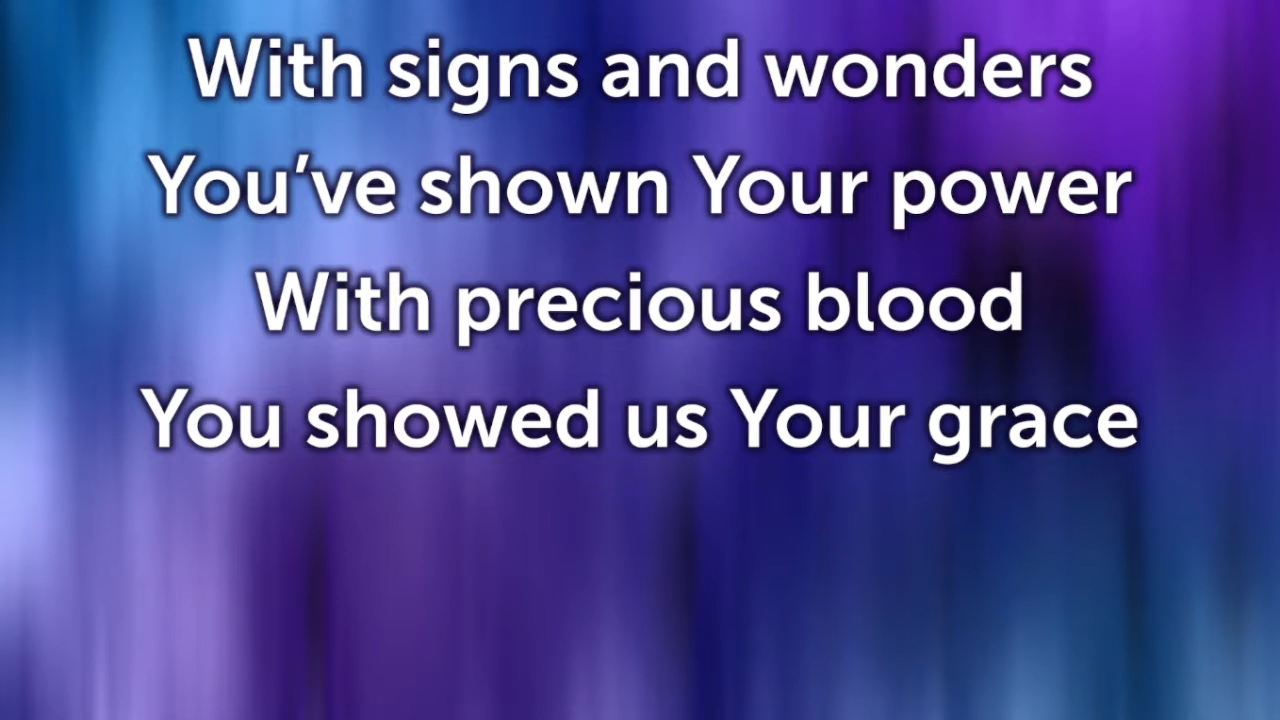 With signs and wonders
You’ve shown Your power
With precious blood
You showed us Your grace